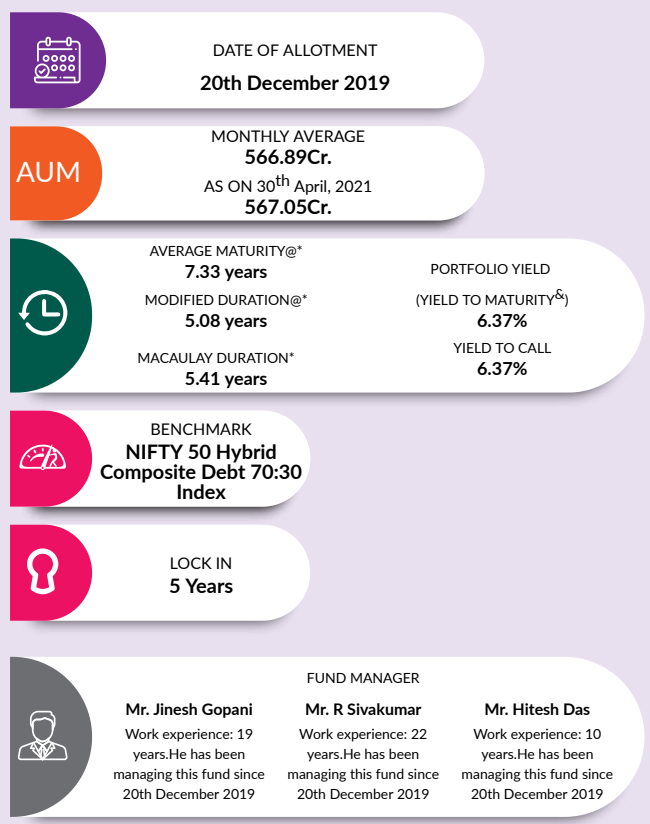 DATE OF ALLOTMENT
20th December 2019
AUM
MONTHLY AVERAGE
566.89Cr.
AS ON 30th April, 2021
567.05Cr.
AVERAGE MATURITY@*
7.33 years
MODIFIED DURATION@*
5.08 years
MACAULAY DURATION*
5.41 years
PORTFOLIO YIELD
(YIELD TO MATURITY&)
6.37%
YIELD TO CALL
6.37%
BENCHMARK
NIFTY 50 Hybrid
Composite Debt 70:30
Index
LOCK IN
5 Years
FUND MANAGER
Mr. Jinesh Gopani
Work experience: 19
years.He has been
managing this fund since
20th December 2019
Mr. R Sivakumar
Work experience: 22
years.He has been
managing this fund since
20th December 2019
Mr. Hitesh Das
Work experience: 10
years.He has been
managing this fund since
20th December 2019